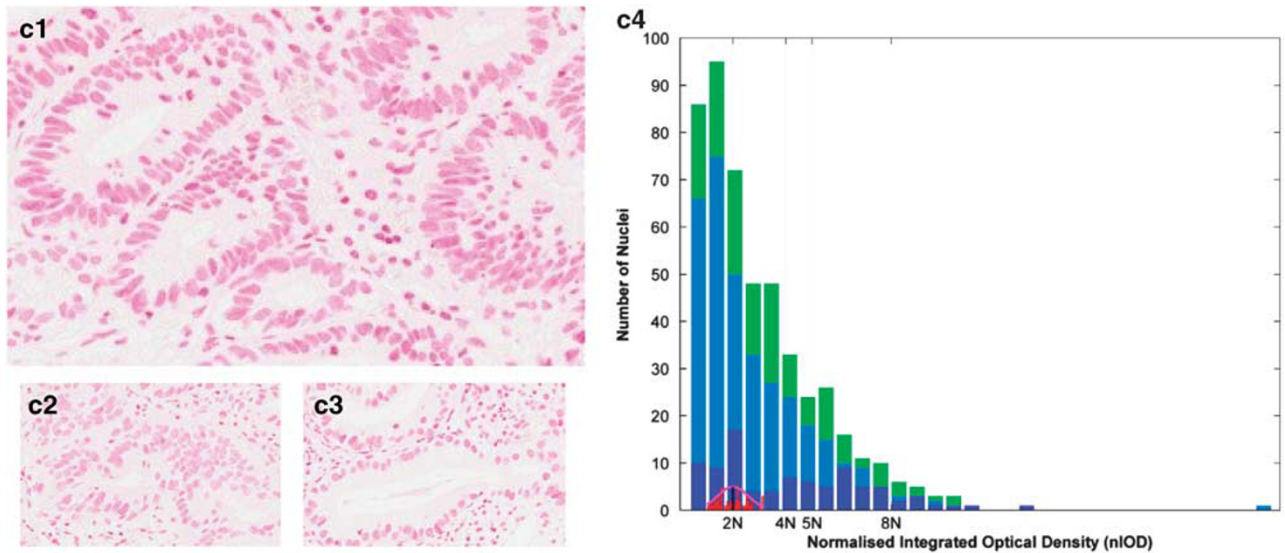 c1
c4
100
90
80
70
60
50
40
30
20
10
0
Number of Nuclei
2N 4N 5N 8N
Normalised Integrated Optical Density (nIOD)
c2
c3